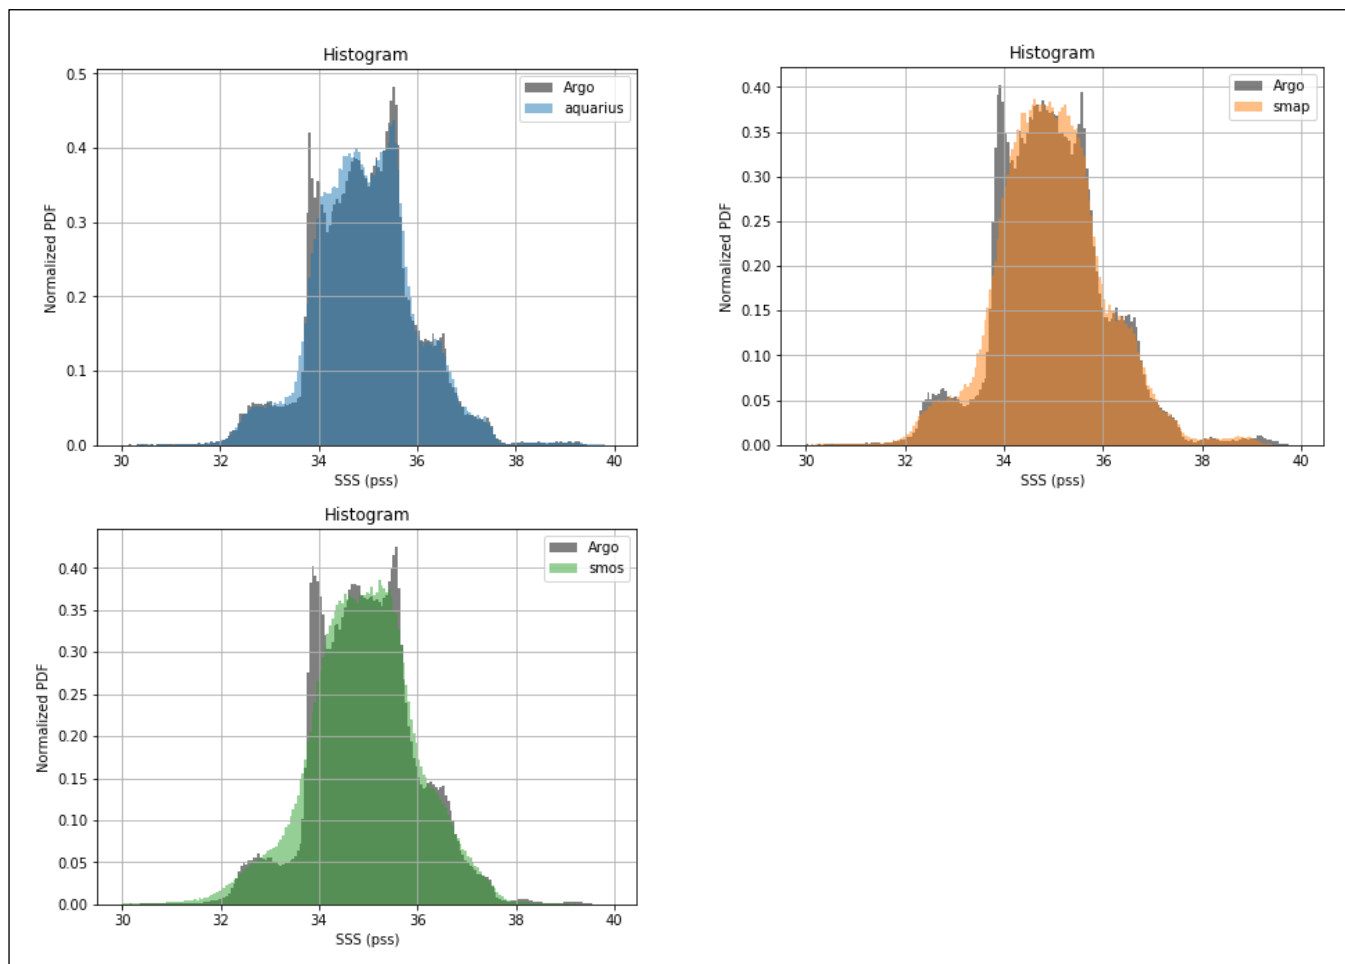 Histogram
Argo
aquarius
Normalized PDF
0.5
0.4
0.3
0.2
0.1
0.0
30 32 34 36 38 40
SSS (pss)
Histogram
Argo
smap
Normalized PDF
0.40
0.35
0.30
0.25
0.20
0.15
0.10
0.05
0.00
30 32 34 36 38 40
SSS (pss)
Histogram
Argo
smos
Normalized PDF
0.40
0.35
0.30
0.25
0.20
0.15
0.10
0.05
0.00
30 32 34 36 38 40
SSS (pss)